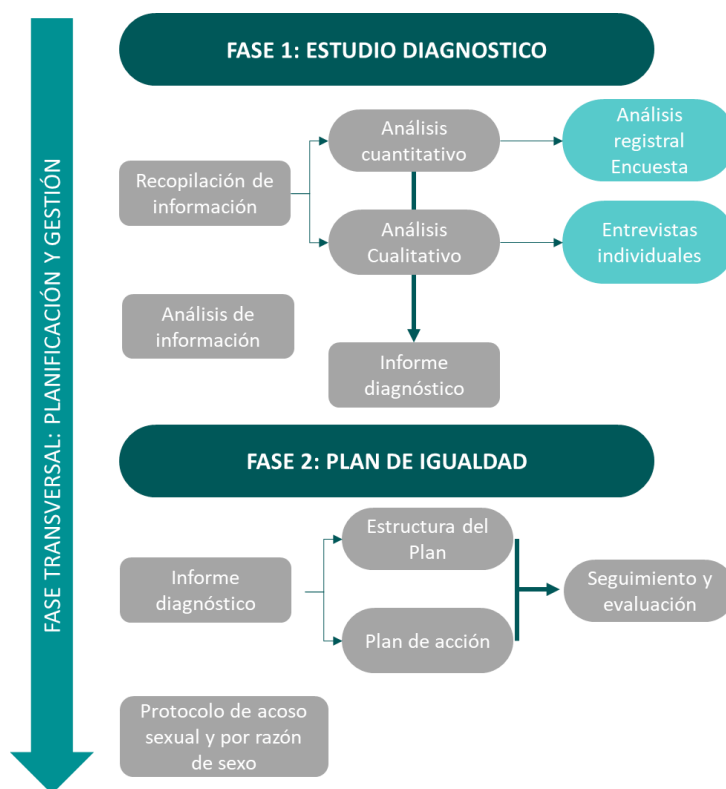 FASE TRANSVERSAL: PLANIFICACIÓN Y GESTIÓN
FASE 1: ESTUDIO DIAGNOSTICO
Recopilación de
información
Análisis
cuantitativo
Análisis
registral
Encuesta
Análisis
Cualitativo
Entrevistas
individuales
Análisis de
información
Informe
diagnóstico
FASE 2: PLAN DE IGUALDAD
Informe
diagnóstico
Estructura del
Plan
Plan de acción
Seguimiento y
evaluación
Protocolo de acoso
sexual y por razón
de sexo